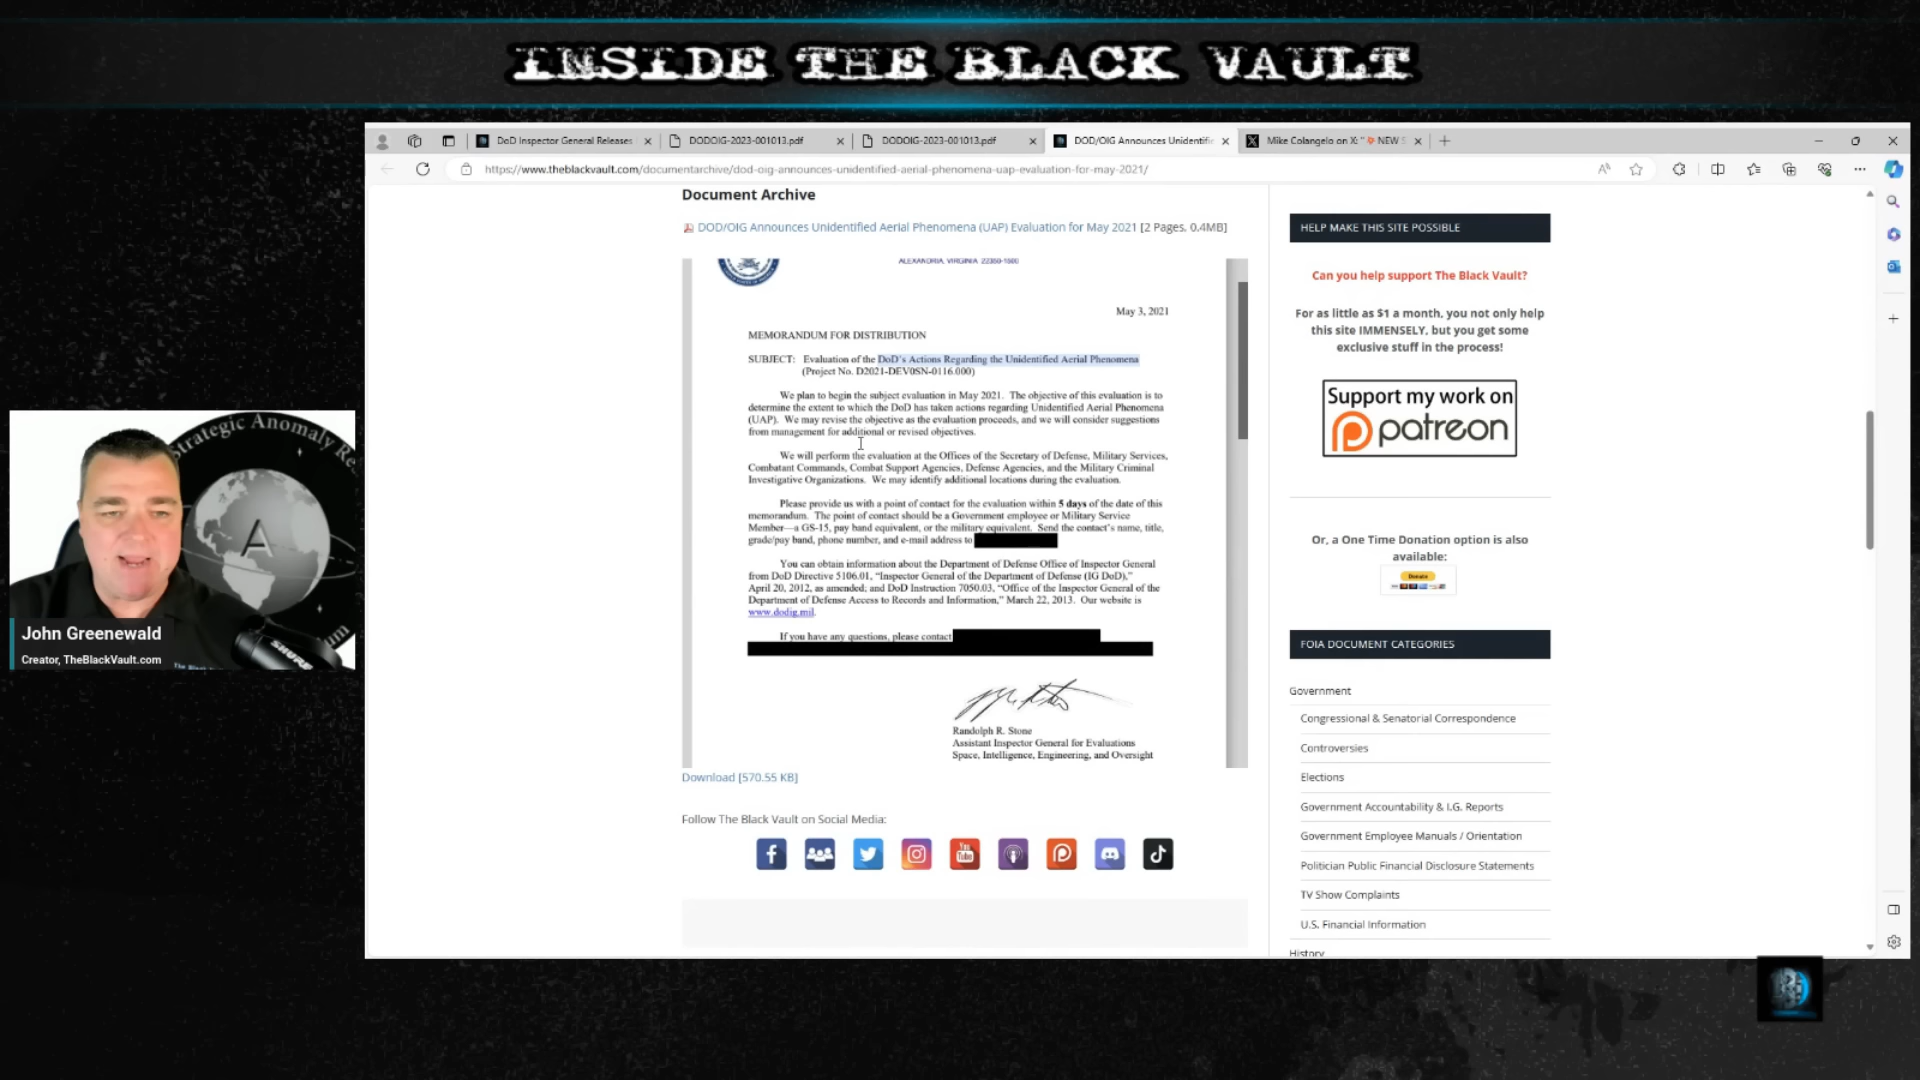 INSIDE THE BLACK VAULT
DoD Inspector General Releases
DODOIG-2023-001013.pdf
DODOIG-2023-001013.pdf
DOD/OIG Announces Unidentifi
Mike Colangelo on X: " NEW S
https://www.theblackvault.com/documentarchive/dod-oig-announces-unidentified-aerial-phenomena-uap-evaluation-for-may-2021/
Document Archive
DOD/OIG Announces Unidentified Aerial Phenomena (UAP) Evaluation for May 2021 [2 Pages, 0.4MB]
ALEXANDRIA, VIRGINIA 22350-1500
May 3, 2021
MEMORANDUM FOR DISTRIBUTION
SUBJECT: Evaluation of the DoD's Actions Regarding the Unidentified Aerial Phenomena
(Project No. D2021-DEV0SN-0116.000)
We plan to begin the subject evaluation in May 2021. The objective of this evaluation is to
determine the extent to which the DoD has taken actions regarding Unidentified Aerial Phenomena
(UAP). We may revise the objective as the evaluation proceeds, and we will consider suggestions
from management for additional or revised objectives.
We will perform the evaluation at the Offices of the Secretary of Defense, Military Services,
Combatant Commands, Combat Support Agencies, Defense Agencies, and the Military Criminal
Investigative Organizations. We may identify additional locations during the evaluation.
Please provide us with a point of contact for the evaluation within 5 days of the date of this
memorandum. The point of contact should be a Government employee or Military Service
Member—a GS-15, pay band equivalent, or the military equivalent. Send the contact's name, title,
grade/pay band, phone number, and e-mail address to
You can obtain information about the Department of Defense Office of Inspector General
from DoD Directive 5106.01, "Inspector General of the Department of Defense (IG DoD),"
April 20, 2012, as amended; and DoD Instruction 7050.03, "Office of the Inspector General of the
Department of Defense Access to Records and Information," March 22, 2013. Our website is
www.dodig.mil.
If you have any questions, please contact
Randolph R. Stone
Assistant Inspector General for Evaluations
Space, Intelligence, Engineering, and Oversight
Download [570.55 KB]
Follow The Black Vault on Social Media:
You
Tube
HELP MAKE THIS SITE POSSIBLE
Can you help support The Black Vault?
For as little as $1 a month, you not only help
this site IMMENSELY, but you get some
exclusive stuff in the process!
Support my work on
patreon
Or, a One Time Donation option is also
available:
Donate
FOIA DOCUMENT CATEGORIES
Government
Congressional & Senatorial Correspondence
Controversies
Elections
Government Accountability & I.G. Reports
Government Employee Manuals / Orientation
Politician Public Financial Disclosure Statements
TV Show Complaints
U.S. Financial Information
History
Strategic Anomaly Re
A
SHURE
John Greenewald
Creator, TheBlackVault.com